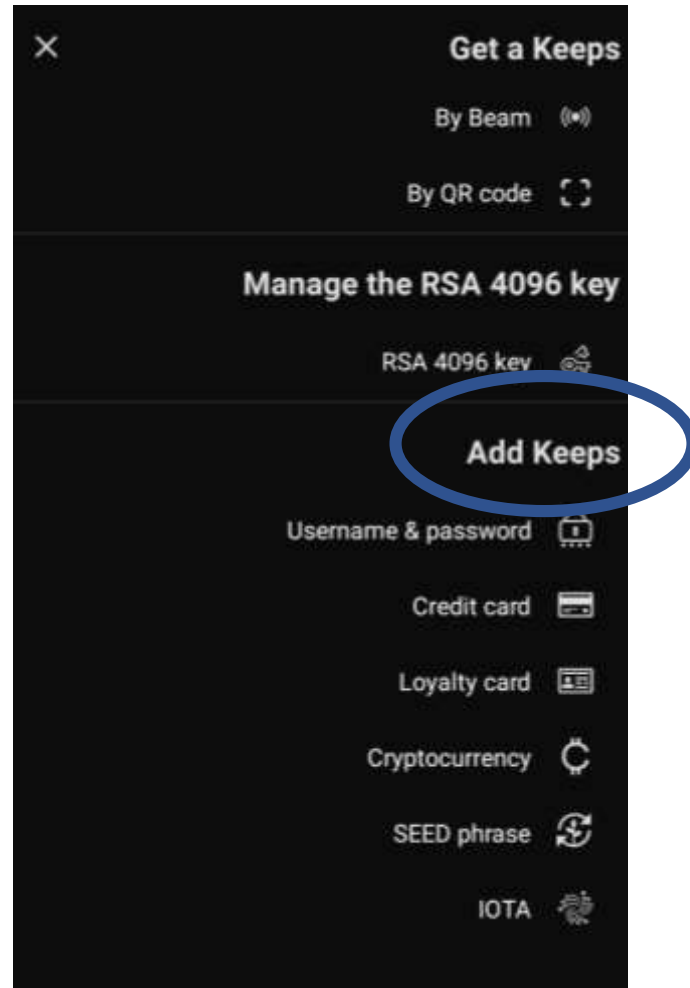 Get a Keeps
By Beam
By QR code
Manage the RSA 4096 key
RSA 4096 key
Add Keeps
Username & password
Credit card
Loyalty card
Cryptocurrency
SEED phrase
IOTA